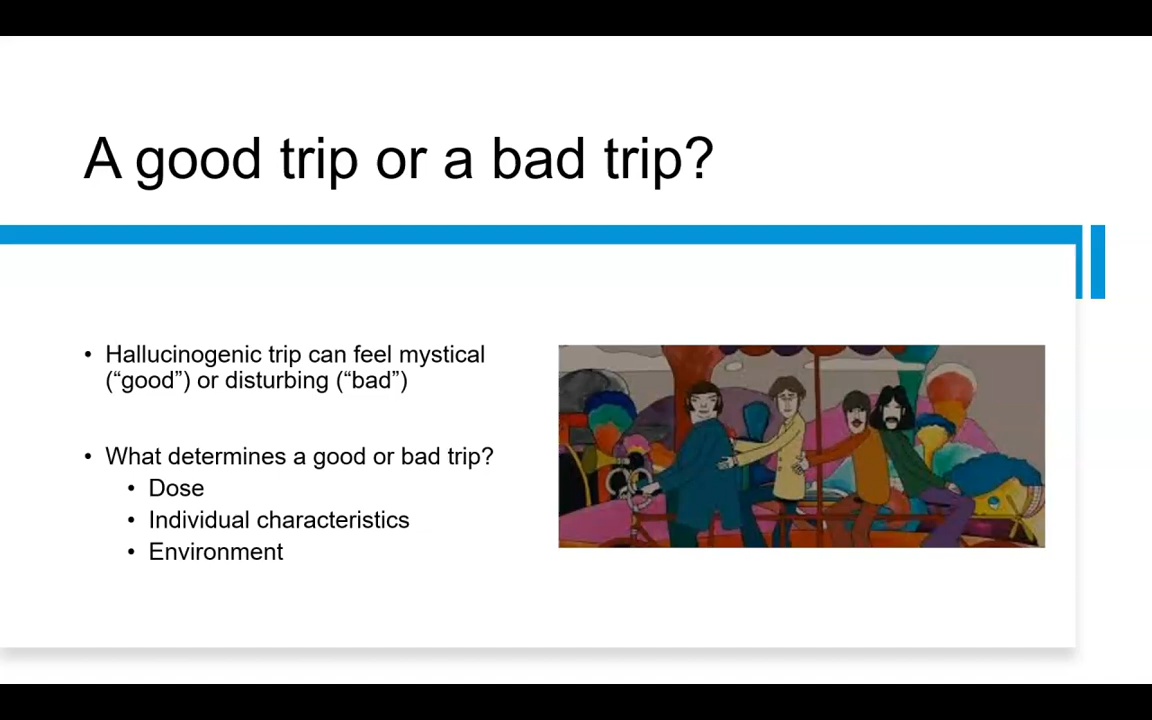 A good trip or a bad trip?
• Hallucinogenic trip can feel mystical
(“good”) or disturbing (“bad”)
• What determines a good or bad trip?
• Dose
• Individual characteristics
• Environment